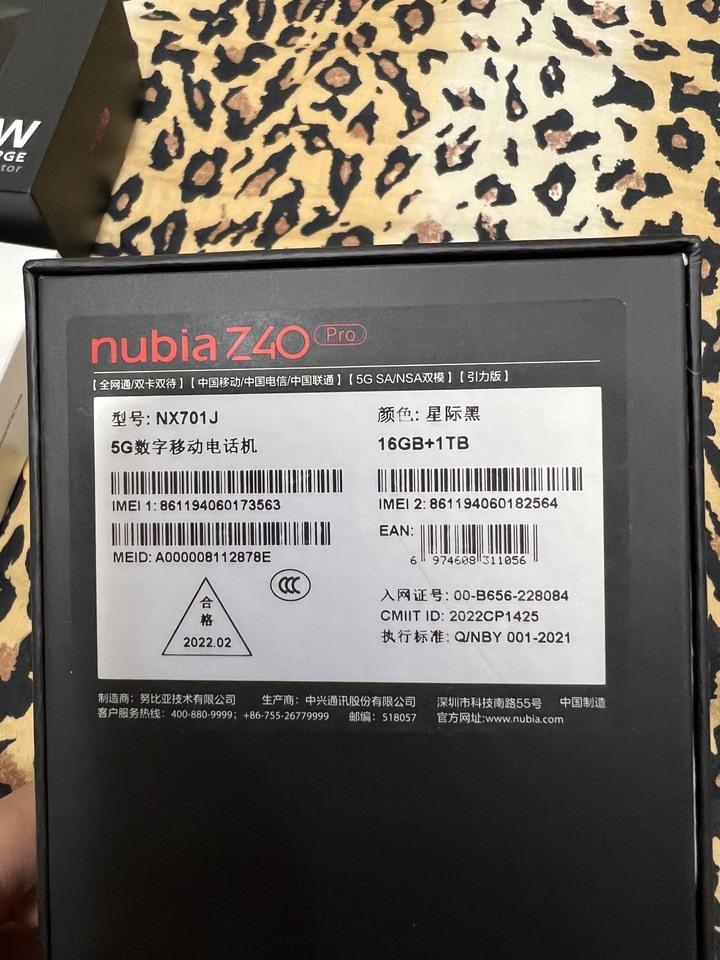 W
RGE
tor
nubia Z40 Pro
【全网通/双卡双待】【中国移动/中国电信/中国联通】【5G SA/NSA双模】【引力版】
型号: NX701J
颜色: 星际黑
5G数字移动电话机
16GB+1TB
IMEI 1: 861194060173563
IMEI 2: 861194060182564
MEID: A000008112878E
EAN:
6 974608 311056
合
格
2022.02
CCC
入网证号: 00-B656-228084
CMIIT ID: 2022CP1425
执行标准: Q/NBY 001-2021
制造商：努比亚技术有限公司 生产商：中兴通讯股份有限公司 深圳市科技南路55号 中国制造
客户服务热线：400-880-9999；+86-755-26779999 邮编：518057 官方网址:www.nubia.com